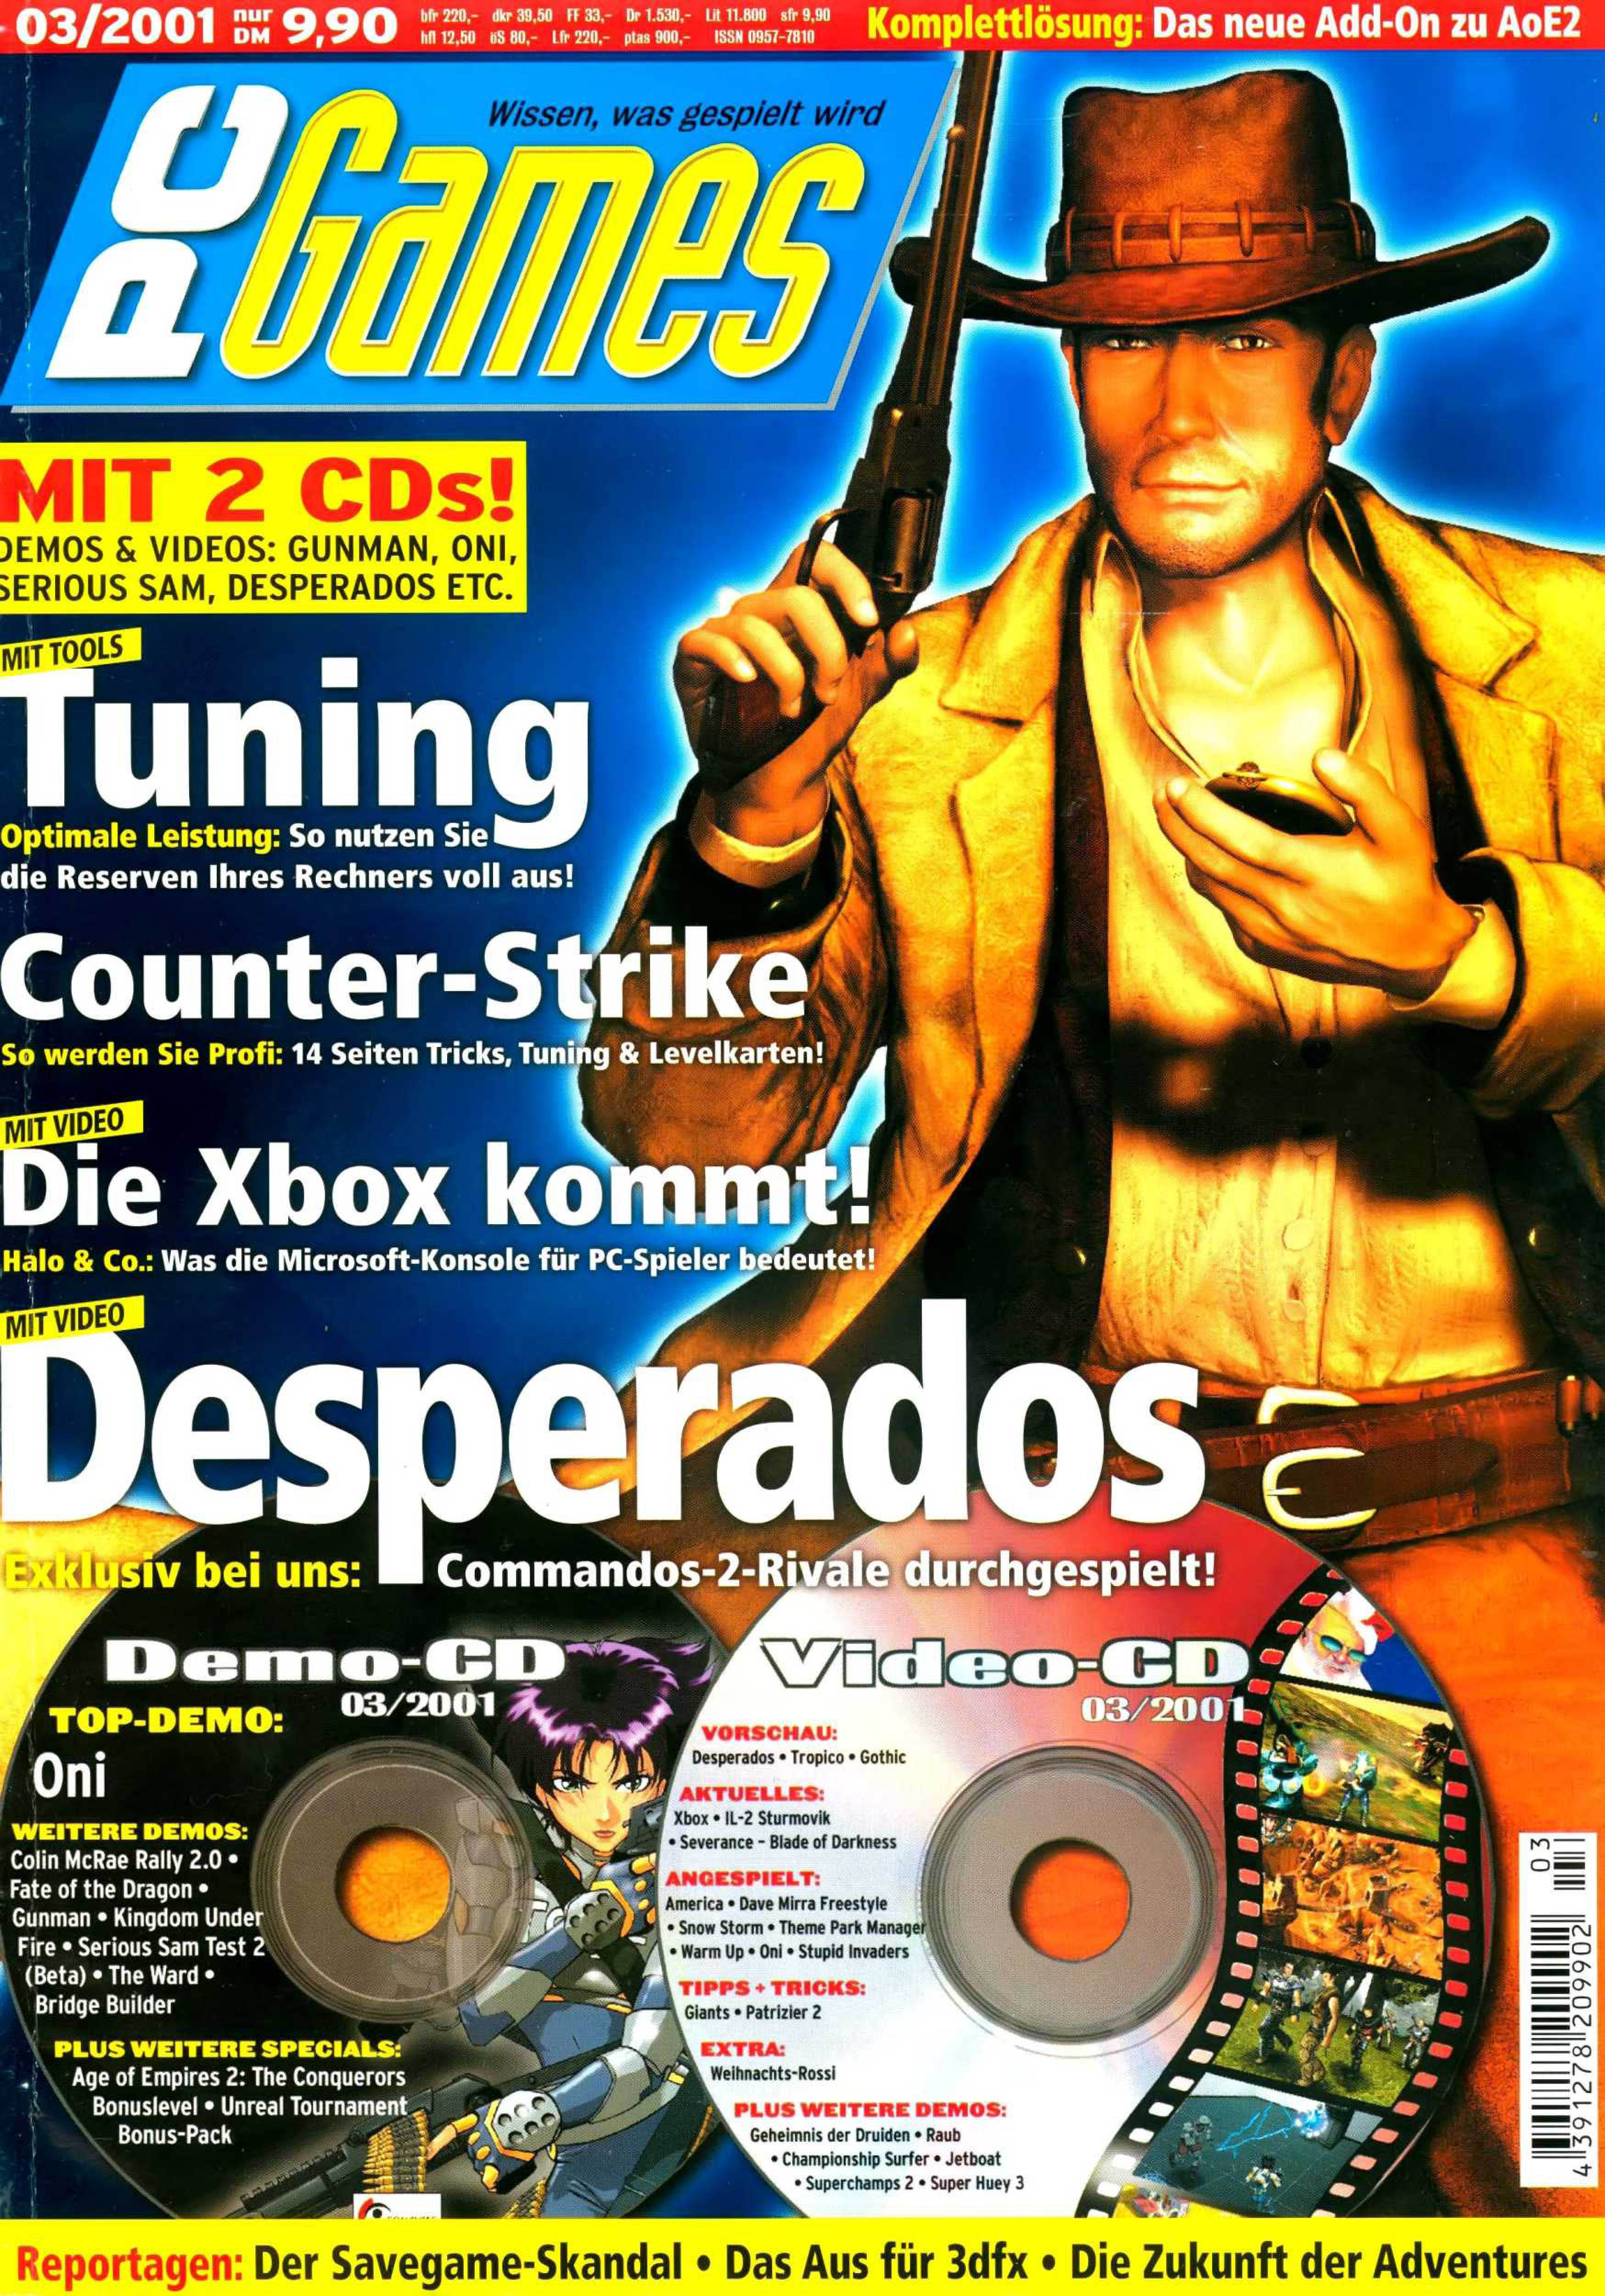 03/2001 nur DM 9,90
bfr 220,- dkr 39,50 FF 33,- Dr 1.530,- Lit 11.800 sfr 9,90
hfl 12,50 öS 80,- Lfr 220,- ptas 900,- ISSN 0957-7810
Komplettlösung: Das neue Add-On zu AoE2
Wissen, was gespielt wird
PC Games
MIT 2 CDs!
DEMOS & VIDEOS: GUNMAN, ONI,
SERIOUS SAM, DESPERADOS ETC.
MIT TOOLS
Tuning
Optimale Leistung: So nutzen Sie
die Reserven Ihres Rechners voll aus!
Counter-Strike
So werden Sie Profi: 14 Seiten Tricks, Tuning & Levelkarten!
MIT VIDEO
Die Xbox kommt!
Halo & Co.: Was die Microsoft-Konsole für PC-Spieler bedeutet!
MIT VIDEO
Desperados
Exklusiv bei uns: Commandos-2-Rivale durchgespielt!
Demo-CD
03/2001
TOP-DEMO:
Oni
WEITERE DEMOS:
Colin McRae Rally 2.0 •
Fate of the Dragon •
Gunman • Kingdom Under
Fire • Serious Sam Test 2
(Beta) • The Ward •
Bridge Builder
PLUS WEITERE SPECIALS:
Age of Empires 2: The Conquerors
Bonuslevel • Unreal Tournament
Bonus-Pack
Video-CD
03/2001
VORSCHAU:
Desperados • Tropico • Gothic
AKTUELLES:
Xbox • IL-2 Sturmovik
• Severance - Blade of Darkness
ANGESPIELT:
America • Dave Mirra Freestyle
• Snow Storm • Theme Park Manager
• Warm Up • Oni • Stupid Invaders
TIPPS + TRICKS:
Giants • Patrizier 2
EXTRA:
Weihnachts-Rossi
PLUS WEITERE DEMOS:
Geheimnis der Druiden • Raub
• Championship Surfer • Jetboat
• Superchamps 2 • Super Huey 3
03
4 391278 209902
Reportagen: Der Savegame-Skandal • Das Aus für 3dfx • Die Zukunft der Adventures